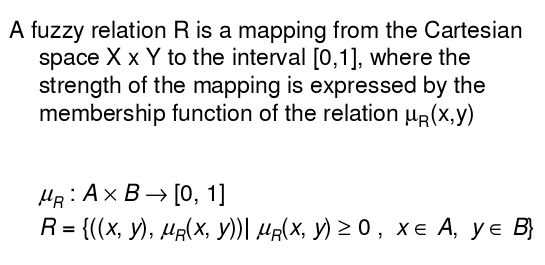 A fuzzy relation R is a mapping from the Cartesian
space X x Y to the interval [0,1], where the
strength of the mapping is expressed by the
membership function of the relation μR(x,y)
μR : A × B → [0, 1]
R = {((x, y), μR(x, y))| μR(x, y) ≥ 0 , x ∈ A, y ∈ B}